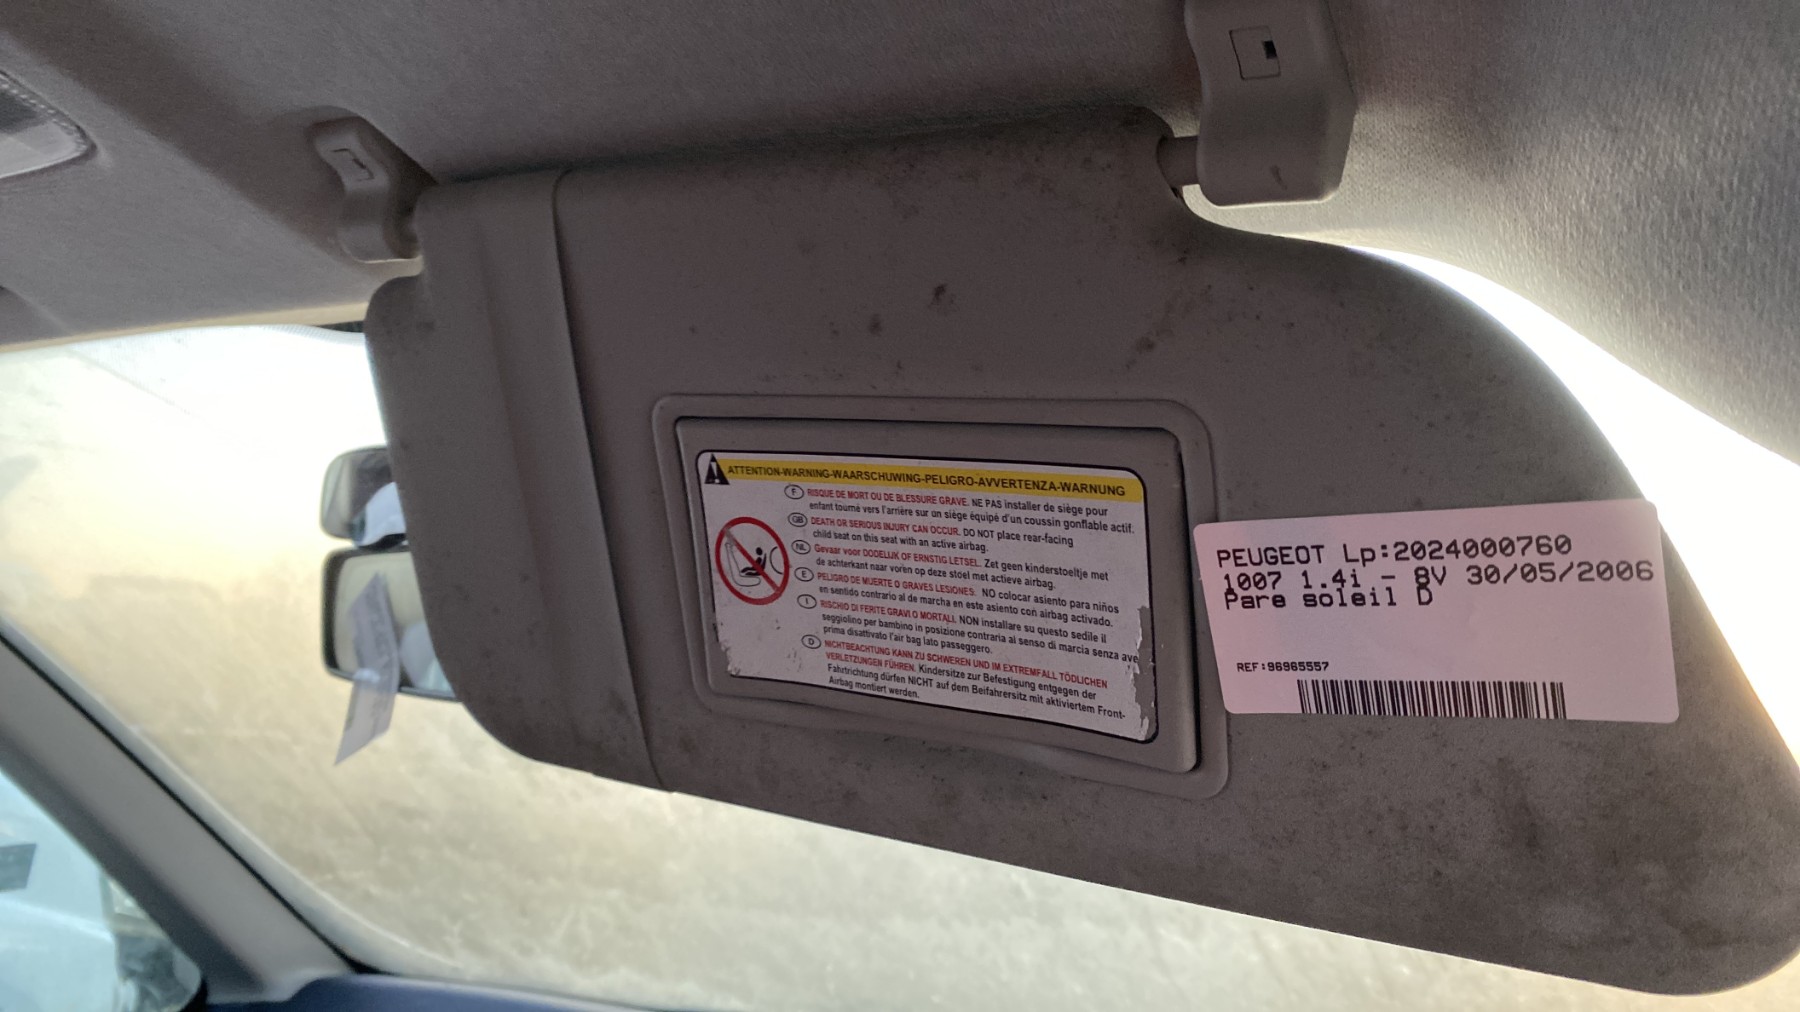 ATTENTION-WARNING-WAARSCHUWING-PELIGRO-AVVERTENZA-WARNUNG
F RISQUE DE MORT OU DE BLESSURE GRAVE. NE PAS installer de siège pour
enfant tourné vers l'arrière sur un siège équipé d'un coussin gonflable actif.
GB DEATH OR SERIOUS INJURY CAN OCCUR. DO NOT place rear-facing
child seat on this seat with an active airbag.
NL Gevaar voor DODELIJK OF ERNSTIG LETSEL. Zet geen kinderstoeltje met
de achterkant naar voren op deze stoel met actieve airbag.
E PELIGRO DE MUERTE O GRAVES LESIONES. NO colocar asiento para niños
en sentido contrario al de marcha en este asiento con airbag activado.
I RISCHIO DI FERITE GRAVI O MORTALI. NON installare su questo sedile il
seggiolino per bambino in posizione contraria al senso di marcia senza ave
prima disattivato l'air bag lato passeggero.
D NICHTBEACHTUNG KANN ZU SCHWEREN UND IM EXTREMFALL TÖDLICHEN
VERLETZUNGEN FÜHREN. Kindersitze zur Befestigung entgegen der
Fahrtrichtung dürfen NICHT auf dem Beifahrersitz mit aktiviertem Front-
Airbag montiert werden.
PEUGEOT Lp:2024000760
1007 1.4i - 8V 30/05/2006
Pare soleil D
REF:96965557